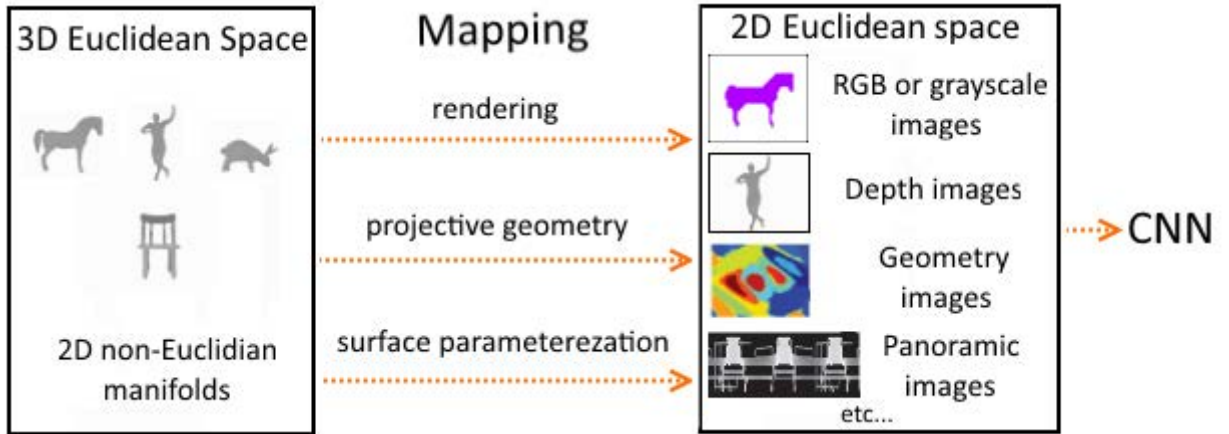 3D Euclidean Space
2D non-Euclidian
manifolds
Mapping
rendering
projective geometry
surface parameterezation
2D Euclidean space
RGB or grayscale
images
Depth images
Geometry
images
Panoramic
images
etc...
CNN